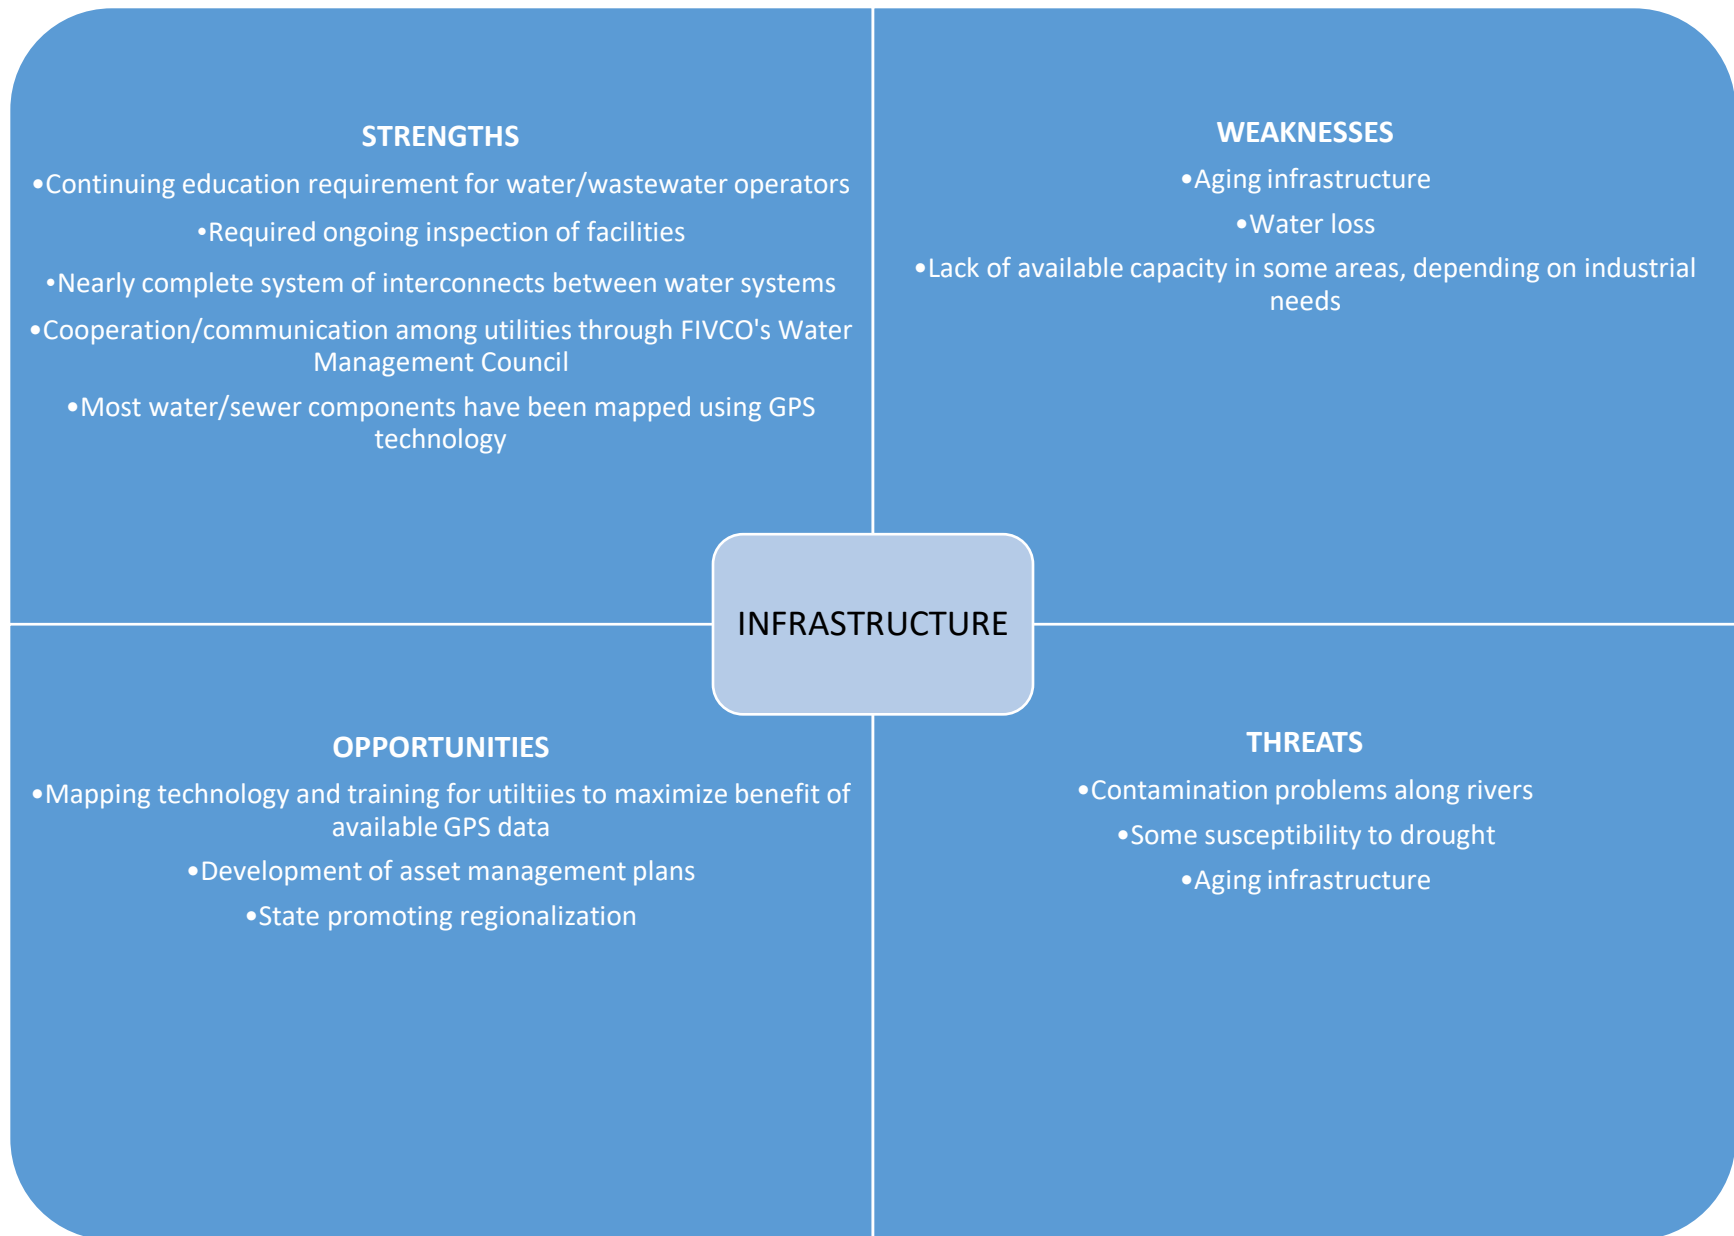 STRENGTHS
•Continuing education requirement for water/wastewater operators
•Required ongoing inspection of facilities
•Nearly complete system of interconnects between water systems
•Cooperation/communication among utilities through FIVCO's Water
Management Council
•Most water/sewer components have been mapped using GPS
technology
WEAKNESSES
•Aging infrastructure
•Water loss
•Lack of available capacity in some areas, depending on industrial
needs
INFRASTRUCTURE
OPPORTUNITIES
•Mapping technology and training for utiltiies to maximize benefit of
available GPS data
•Development of asset management plans
•State promoting regionalization
THREATS
•Contamination problems along rivers
•Some susceptibility to drought
•Aging infrastructure